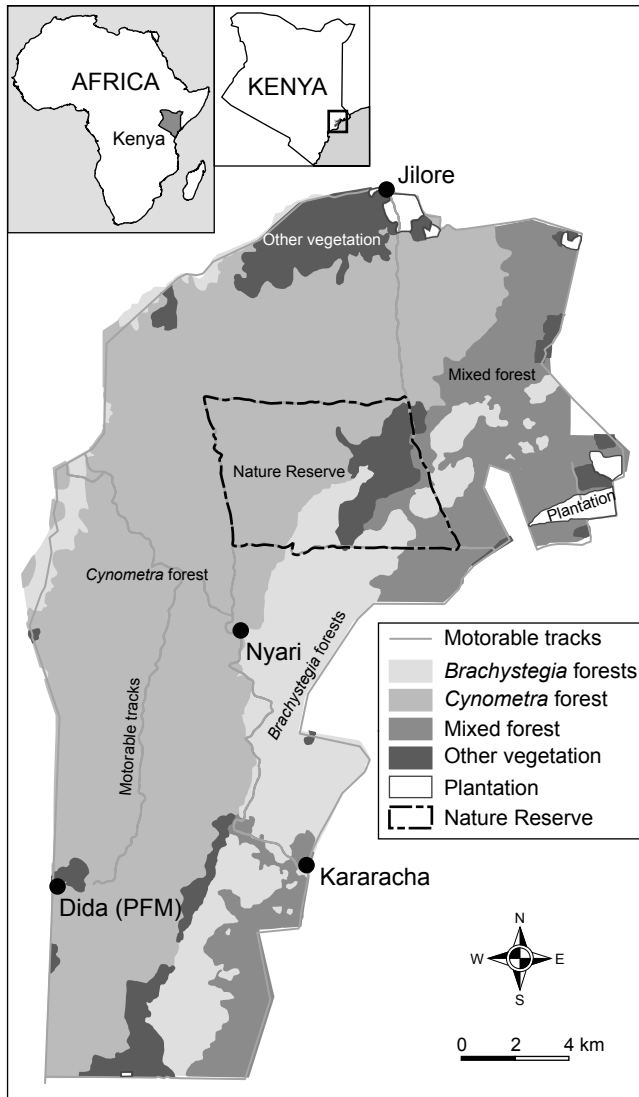 AFRICA
Kenya
KENYA
Jilore
Other vegetation
Mixed forest
Nature Reserve
Plantation
Cynometra forest
Nyari
Brachystegia forests
Motorable tracks
Motorable tracks
Brachystegia forests
Cynometra forest
Mixed forest
Other vegetation
Plantation
Nature Reserve
Kararacha
Dida (PFM)
N
W
E
S
0 2 4 km